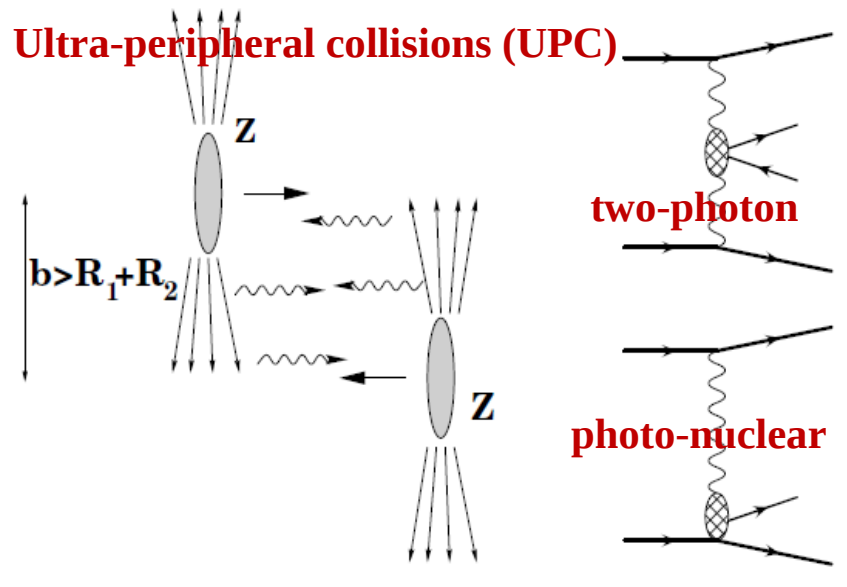 Ultra-peripheral collisions (UPC)
Z
two-photon
b>R₁+R₂
Z
photo-nuclear